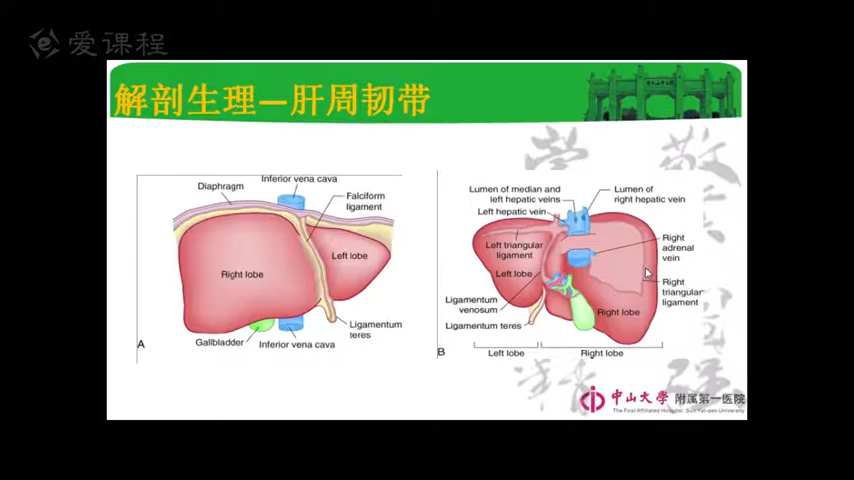 爱课程
解剖生理—肝周韧带
Inferior vena cava
Diaphragm
Falciform
ligament
Left lobe
Right lobe
Ligamentum
teres
Gallbladder
Inferior vena cava
A
Lumen of median and
left hepatic veins
Lumen of
right hepatic vein
Left hepatic vein
Left triangular
ligament
Right
adrenal
vein
Left lobe
Right
triangular
ligament
Ligamentum
venosum
Right lobe
Ligamentum teres
B
Left lobe
Right lobe
中山大学 附属第一医院
The First Affiliated Hospital, Sun Yat-sen University